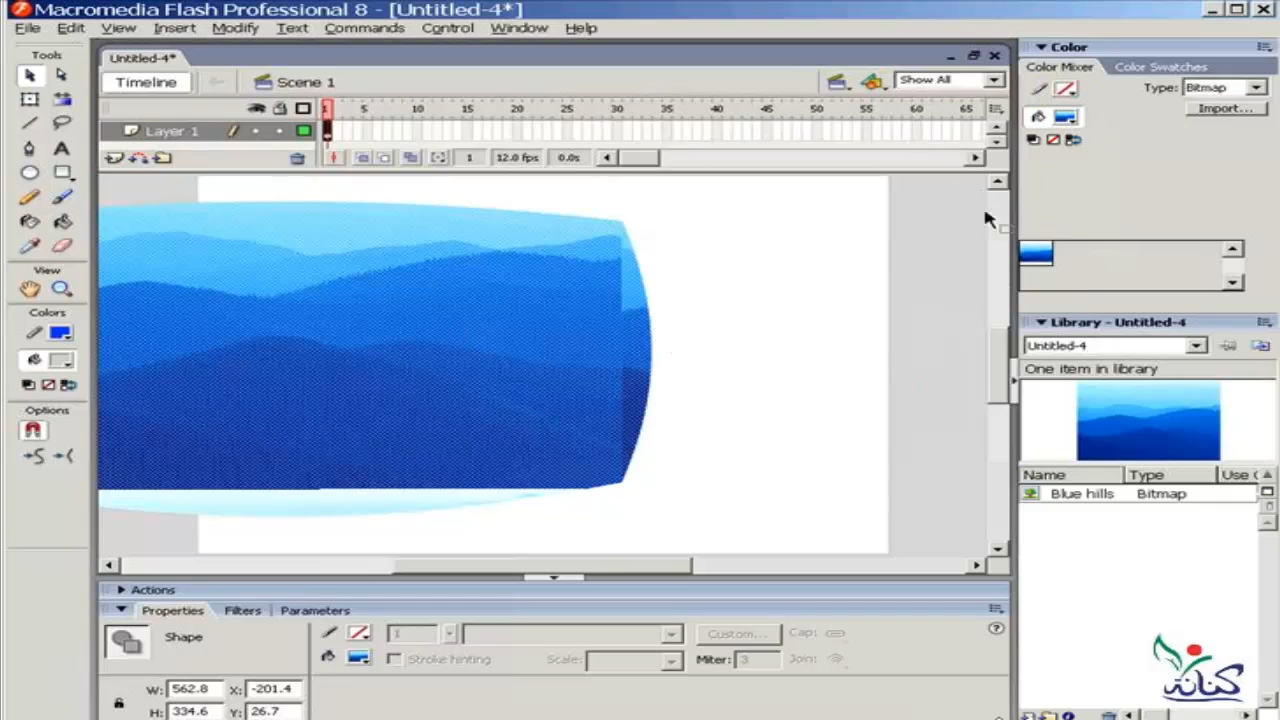 Macromedia Flash Professional 8 - [Untitled-4*]
File Edit View Insert Modify Text Commands Control Window Help
Tools
Untitled-4*
Color
Color Mixer Color Swatches
Timeline
Scene 1
Show All
Type: Bitmap
Import...
1 5 10 15 20 25 30 35 40 45 50 55 60 65
Layer 1
1 12.0 fps 0.0s
View
Colors
Options
Library - Untitled-4
Untitled-4
One item in library
Name Type Use C
Blue hills Bitmap
Actions
Properties Filters Parameters
Shape
1
Custom...
Cap:
Stroke hinting
Scale:
Miter: 3
Join:
W: 562.8 X: -201.4
H: 334.6 Y: 26.7
كنانة